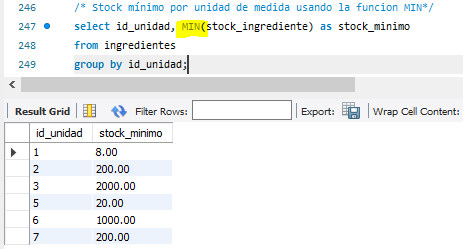 246 /* Stock mínimo por unidad de medida usando la funcion MIN*/
247 select id_unidad, MIN(stock_ingrediente) as stock_minimo
248 from ingredientes
249 group by id_unidad;
Result Grid Filter Rows: Export: Wrap Cell Content:
id_unidad stock_minimo
1 8.00
2 200.00
3 2000.00
5 20.00
6 1000.00
7 200.00